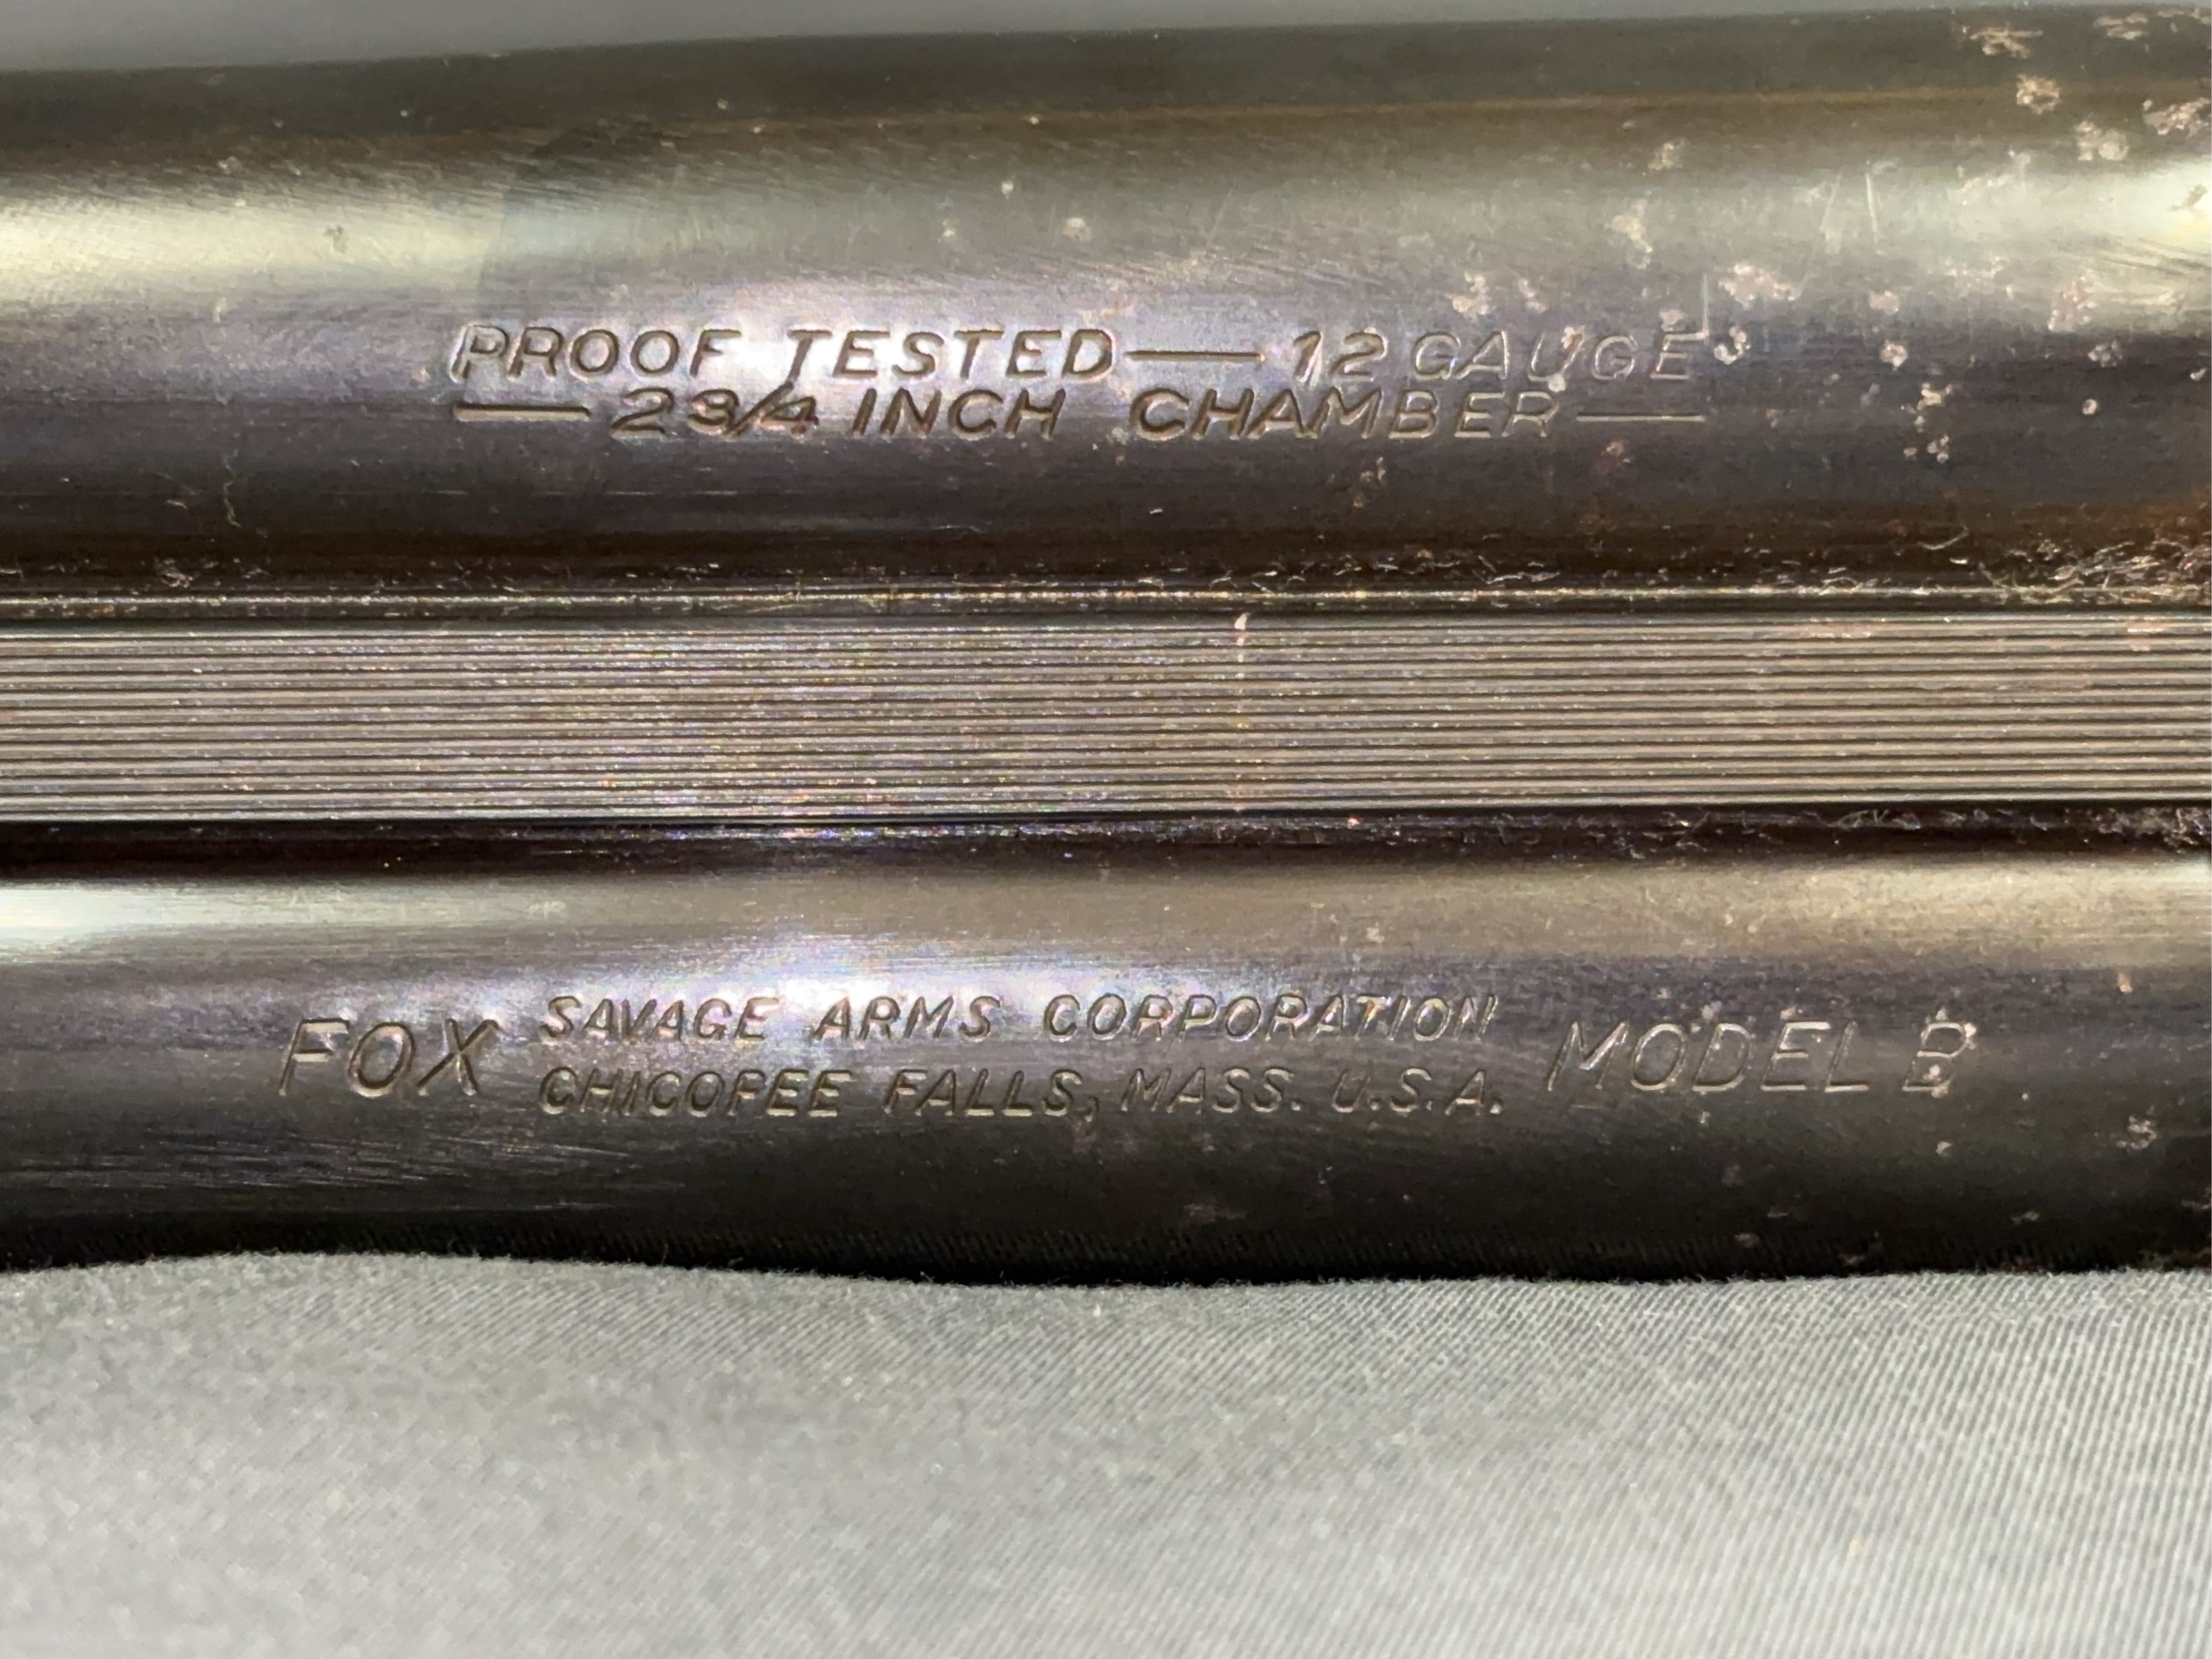 PROOF TESTED — 12 GAUGE
— 2 3/4 INCH CHAMBER —
FOX
SAVAGE ARMS CORPORATION
CHICOPEE FALLS, MASS. U.S.A.
MODEL B